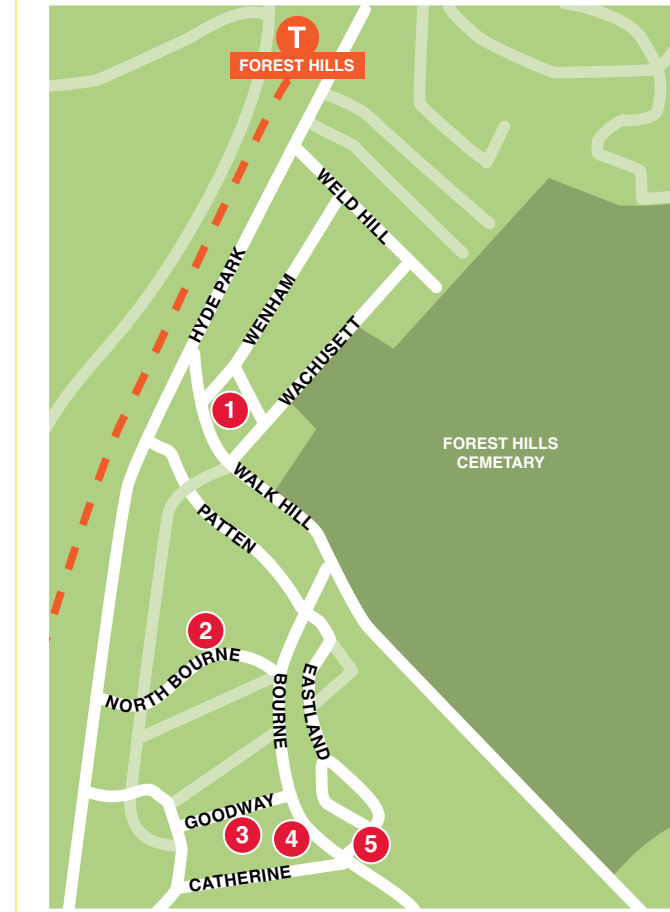 T
FOREST HILLS
WELD HILL
HYDE PARK
WENHAM
WACHUSETT
1
FOREST HILLS
CEMETARY
WALK HILL
PATTEN
2
NORTH BOURNE
BOURNE
EASTLAND
GOODWAY
3
4
5
CATHERINE